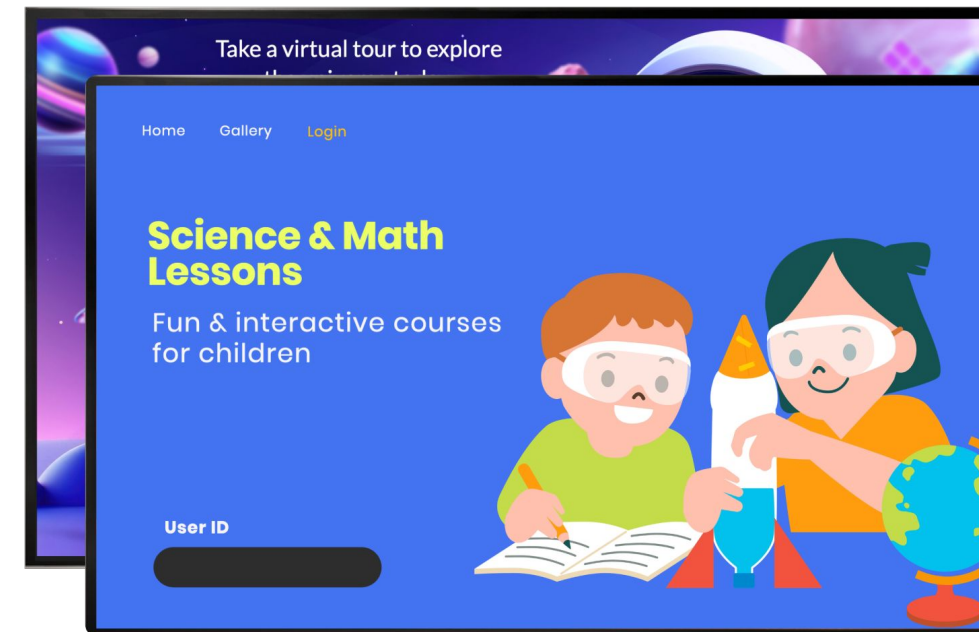 Take a virtual tour to explore
Home Gallery Login
Science & Math
Lessons
Fun & interactive courses
for children
User ID